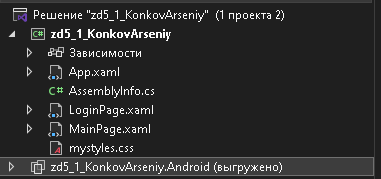 Решение "zd5_1_KonkovArseniy" (1 проекта 2)
zd5_1_KonkovArseniy
Зависимости
App.xaml
AssemblyInfo.cs
LoginPage.xaml
MainPage.xaml
mystyles.css
zd5_1_KonkovArseniy.Android (выгружено)